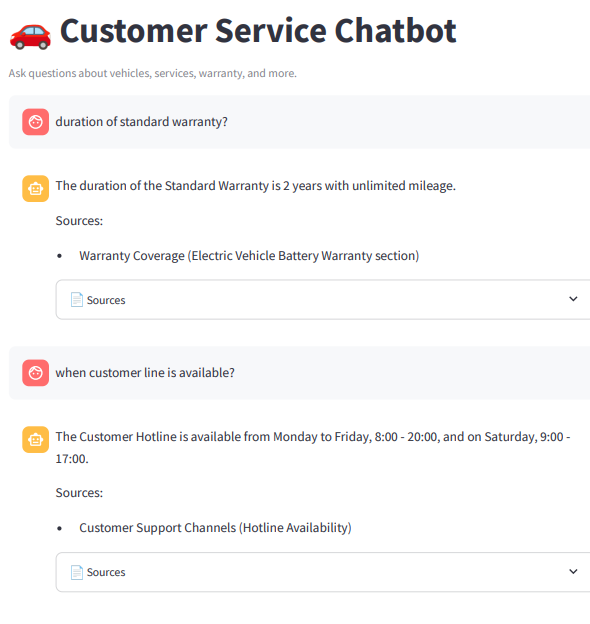 Customer Service Chatbot
Ask questions about vehicles, services, warranty, and more.
duration of standard warranty?
The duration of the Standard Warranty is 2 years with unlimited mileage.
Sources:
• Warranty Coverage (Electric Vehicle Battery Warranty section)
Sources
when customer line is available?
The Customer Hotline is available from Monday to Friday, 8:00 - 20:00, and on Saturday, 9:00 -
17:00.
Sources:
• Customer Support Channels (Hotline Availability)
Sources